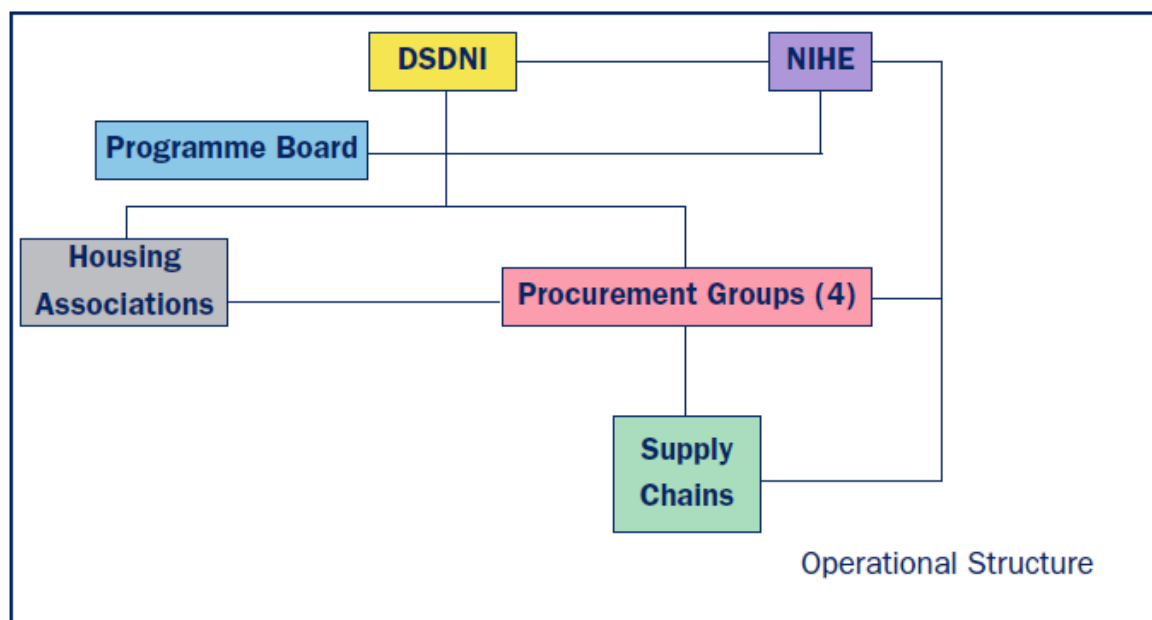 DSDNI
NIHE
Programme Board
Housing
Associations
Procurement Groups (4)
Supply
Chains
Operational Structure